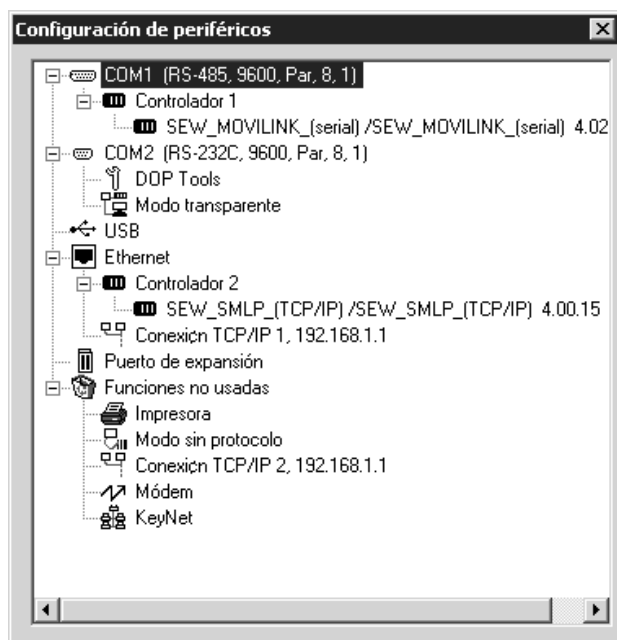 Configuración de periféricos
COM1 (RS-485, 9600, Par, 8, 1)
Controlador 1
SEW_MOVILINK_(serial) /SEW_MOVILINK_(serial) 4.02
COM2 (RS-232C, 9600, Par, 8, 1)
DOP Tools
Modo transparente
USB
Ethernet
Controlador 2
SEW_SMLP_(TCP/IP) /SEW_SMLP_(TCP/IP) 4.00.15
Conexión TCP/IP 1, 192.168.1.1
Puerto de expansión
Funciones no usadas
Impresora
Modo sin protocolo
Conexión TCP/IP 2, 192.168.1.1
Módem
KeyNet